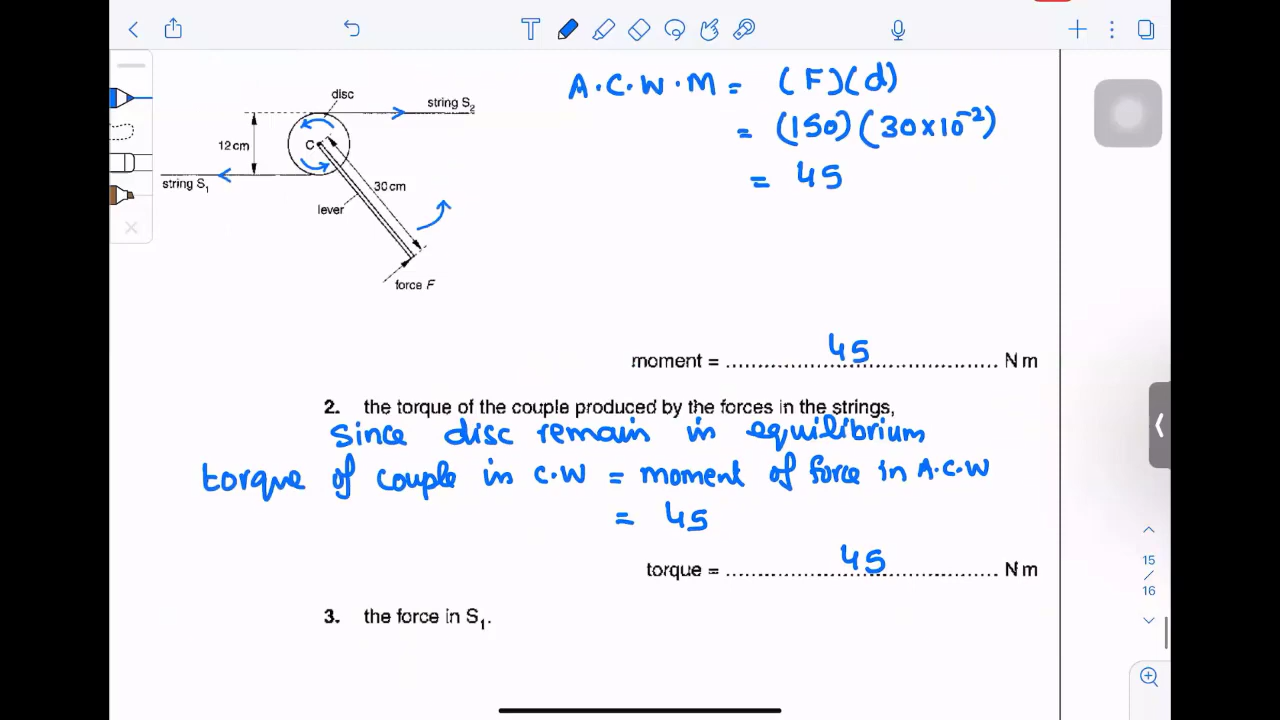 T
A.C.W.M = (F)(d)
= (150)(30×10⁻²)
= 45
disc
string S₂
12 cm
C
string S₁
30 cm
lever
force F
moment = 45 N m
2. the torque of the couple produced by the forces in the strings,
since disc remain in equilibrium
torque of couple in C.W = moment of force in A.C.W
= 45
torque = 45 N m
3. the force in S₁.
15
/
16